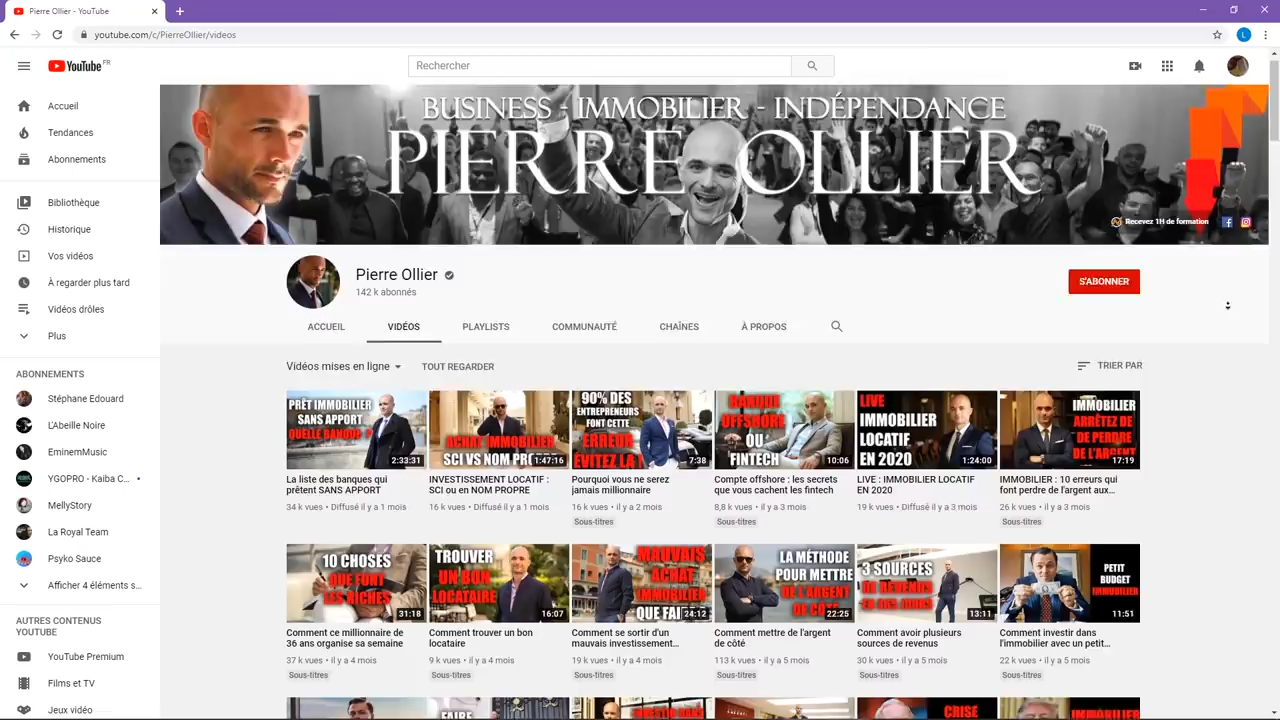 Pierre Ollier - YouTube
youtube.com/c/PierreOllier/videos
L
YouTube FR
Rechercher
Accueil
Tendances
Abonnements
Bibliothèque
Historique
Vos vidéos
À regarder plus tard
Vidéos drôles
Plus
ABONNEMENTS
Stéphane Edouard
L'Abeille Noire
EminemMusic
YGOPRO - Kaiba C...
MellyStory
La Royal Team
Psyko Sauce
Afficher 4 éléments s...
AUTRES CONTENUS
YOUTUBE
YouTube Premium
Films et TV
Jeux vidéo
BUSINESS - IMMOBILIER - INDÉPENDANCE
PIERRE OLLIER
Recevez 1H de formation
Pierre Ollier
142 k abonnés
S'ABONNER
ACCUEIL
VIDÉOS
PLAYLISTS
COMMUNAUTÉ
CHAÎNES
À PROPOS
Vidéos mises en ligne
TOUT REGARDER
TRIER PAR
PRÊT IMMOBILIER
SANS APPORT
QUELLE BANQUE ?
2:33:31
La liste des banques qui
prêtent SANS APPORT
34 k vues • Diffusé il y a 1 mois
ACHAT IMMOBILIER
SCI VS NOM PROPRE
1:47:16
INVESTISSEMENT LOCATIF :
SCI ou en NOM PROPRE
16 k vues • Diffusé il y a 1 mois
90% DES
ENTREPRENEURS
FONT CETTE
ERREUR
ÉVITEZ LA !
7:38
Pourquoi vous ne serez
jamais millionnaire
16 k vues • il y a 2 mois
Sous-titres
BANQUE
OFFSHORE
OU
FINTECH
10:06
Compte offshore : les secrets
que vous cachent les fintech
8,8 k vues • il y a 3 mois
Sous-titres
LIVE
IMMOBILIER
LOCATIF
EN 2020
1:24:00
LIVE : IMMOBILIER LOCATIF
EN 2020
19 k vues • Diffusé il y a 3 mois
IMMOBILIER
ARRÊTEZ DE
DE PERDRE
DE L'ARGENT
17:19
IMMOBILIER : 10 erreurs qui
font perdre de l'argent aux...
26 k vues • il y a 3 mois
Sous-titres
10 CHOSES
QUE FONT
LES RICHES
31:18
Comment ce millionnaire de
36 ans organise sa semaine
37 k vues • il y a 4 mois
Sous-titres
TROUVER
UN BON
LOCATAIRE
16:07
Comment trouver un bon
locataire
9 k vues • il y a 4 mois
Sous-titres
MAUVAIS
ACHAT
IMMOBILIER
QUE FAI
24:12
Comment se sortir d'un
mauvais investissement...
19 k vues • il y a 4 mois
Sous-titres
LA MÉTHODE
POUR METTRE
DE L'ARGENT
DE CÔTÉ
22:25
Comment mettre de l'argent
de côté
113 k vues • il y a 5 mois
Sous-titres
3 SOURCES
DE REVENUS
EN 365 JOURS
13:11
Comment avoir plusieurs
sources de revenus
30 k vues • il y a 5 mois
Sous-titres
PETIT
BUDGET
IMMOBILIER
11:51
Comment investir dans
l'immobilier avec un petit...
22 k vues • il y a 5 mois
Sous-titres
FAIRE
CRISE
IMMOBILIER